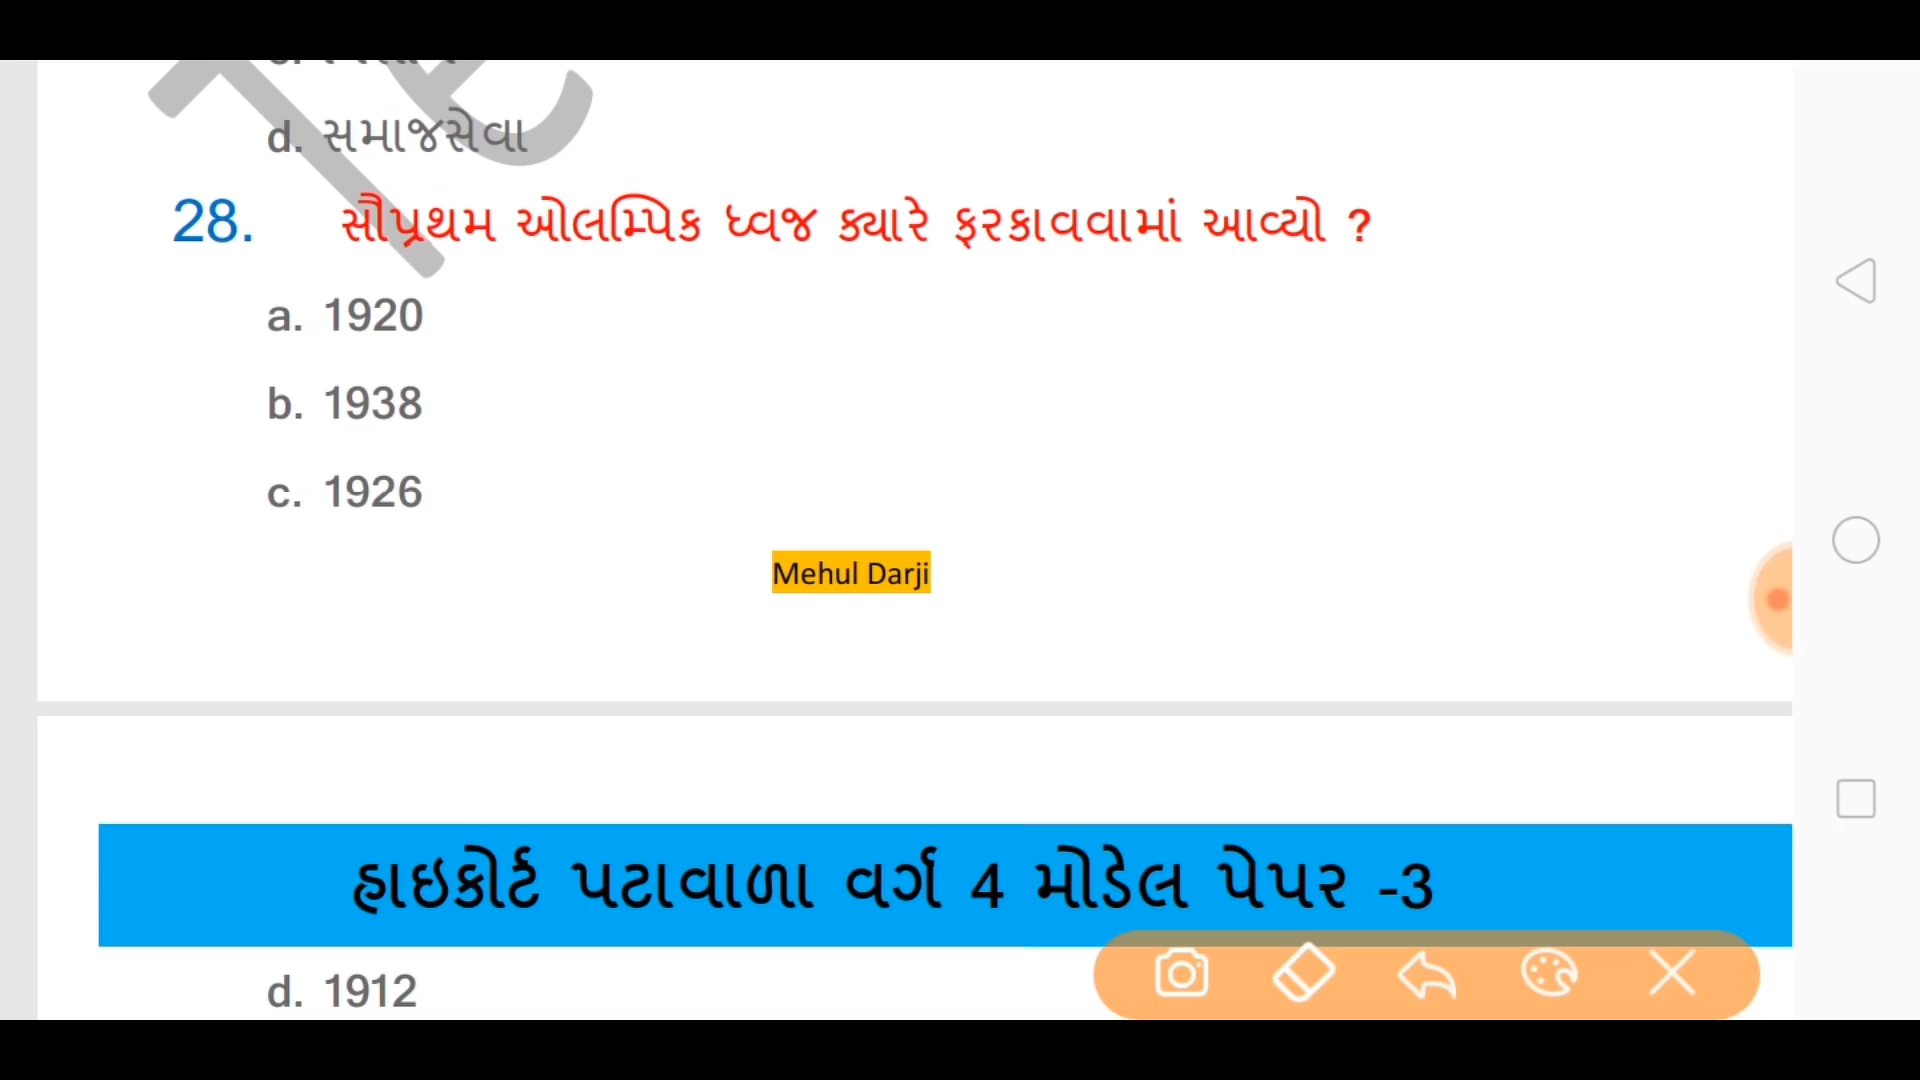 d. સમાજસેવા
28. સૌપ્રથમ ઓલમ્પિક ધ્વજ ક્યારે ફરકાવવામાં આવ્યો ?
a. 1920
b. 1938
c. 1926
Mehul Darji
હાઇકોર્ટ પટાવાળા વર્ગ 4 મોડેલ પેપર -3
d. 1912